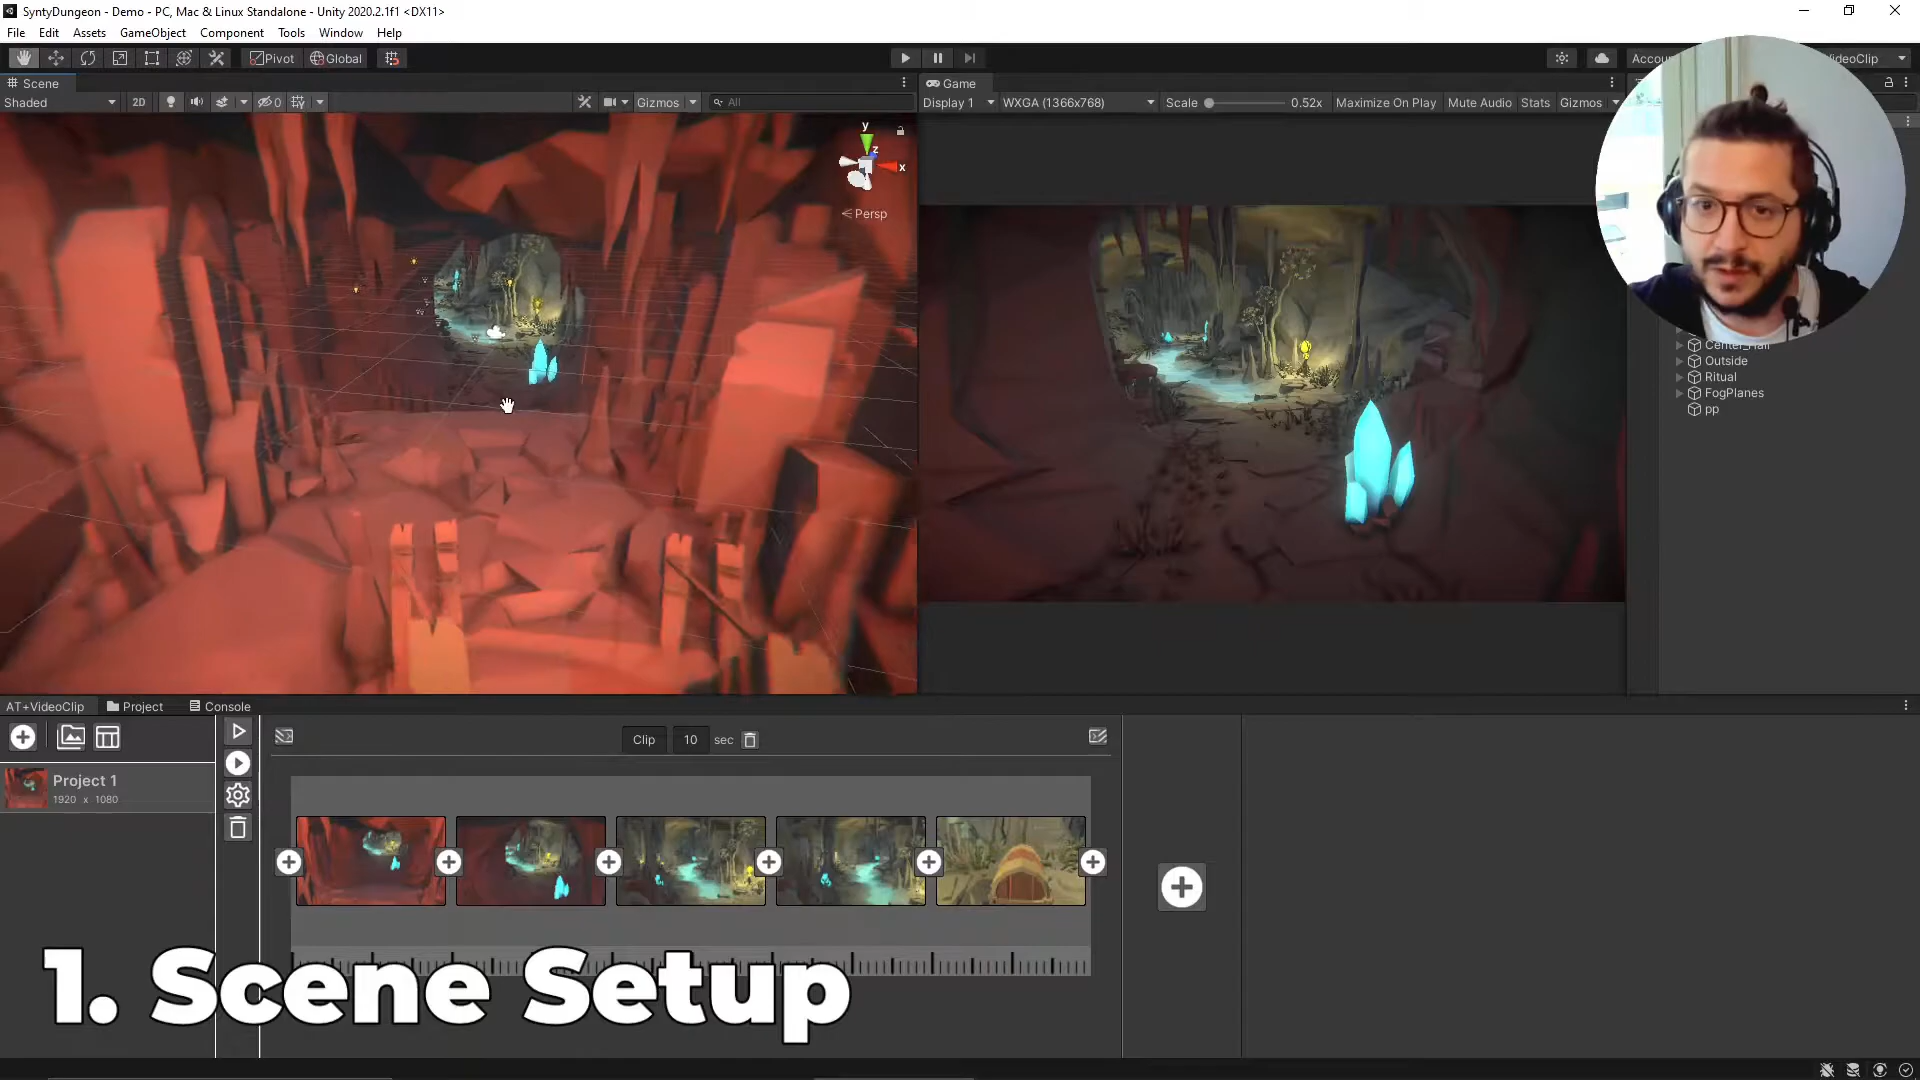 SyntyDungeon - Demo - PC, Mac & Linux Standalone - Unity 2020.2.1f1 <DX11>
File Edit Assets GameObject Component Tools Window Help
Pivot Global
Scene
Game
Shaded 2D 0 Gizmos All
Display 1 WXGA (1366x768) Scale 0.52x Maximize On Play Mute Audio Stats Gizmos
y
z
x
Persp
Outside
Ritual
FogPlanes
pp
AT+VideoClip Project Console
Clip 10 sec
Project 1
1920 x 1080
1. Scene Setup